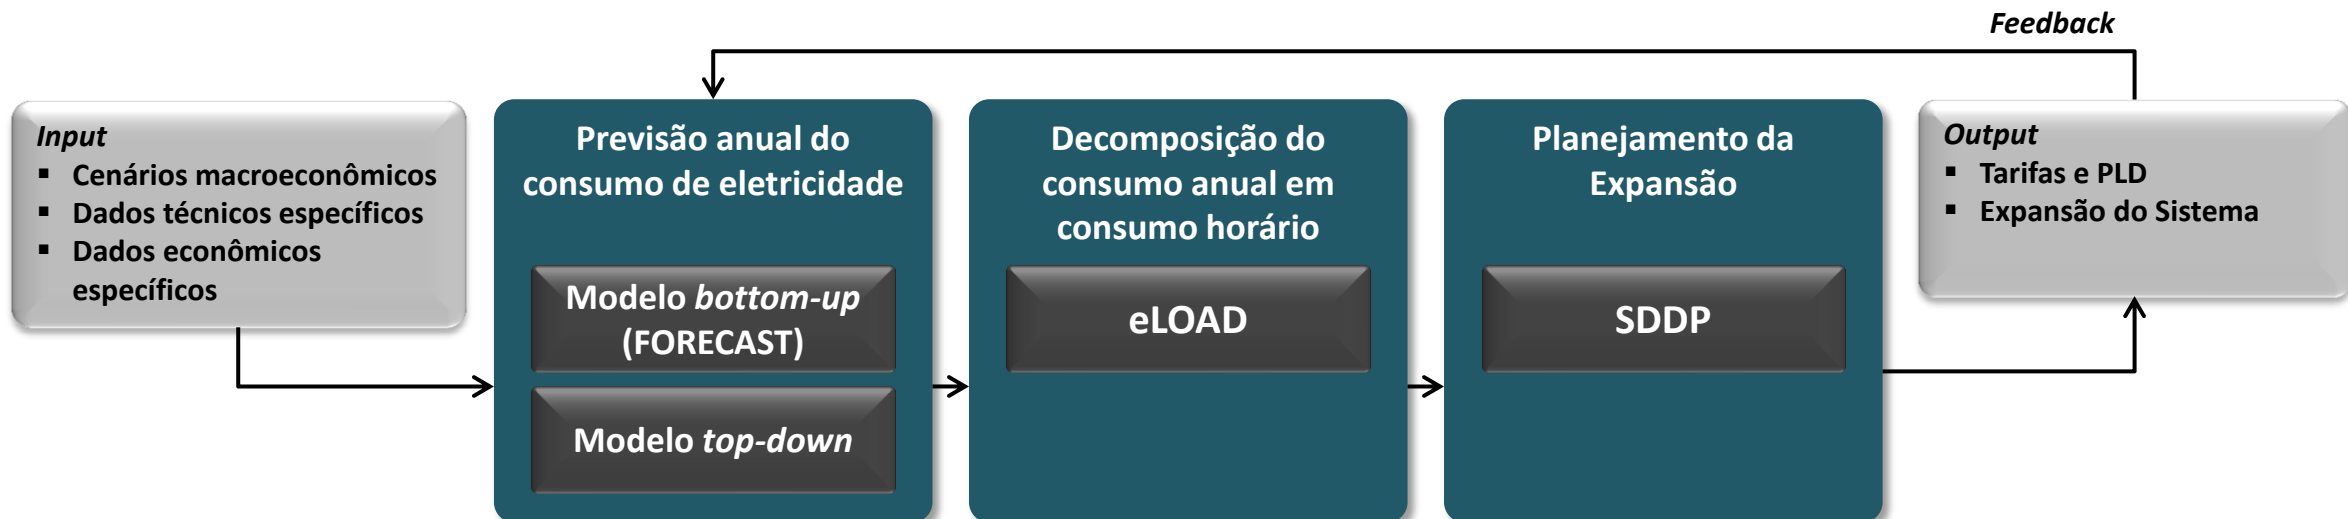 Feedback
Input
▪ Cenários macroeconômicos
▪ Dados técnicos específicos
▪ Dados econômicos
específicos
Previsão anual do
consumo de eletricidade
Modelo bottom-up
(FORECAST)
Modelo top-down
Decomposição do
consumo anual em
consumo horário
eLOAD
Planejamento da
Expansão
SDDP
Output
▪ Tarifas e PLD
▪ Expansão do Sistema